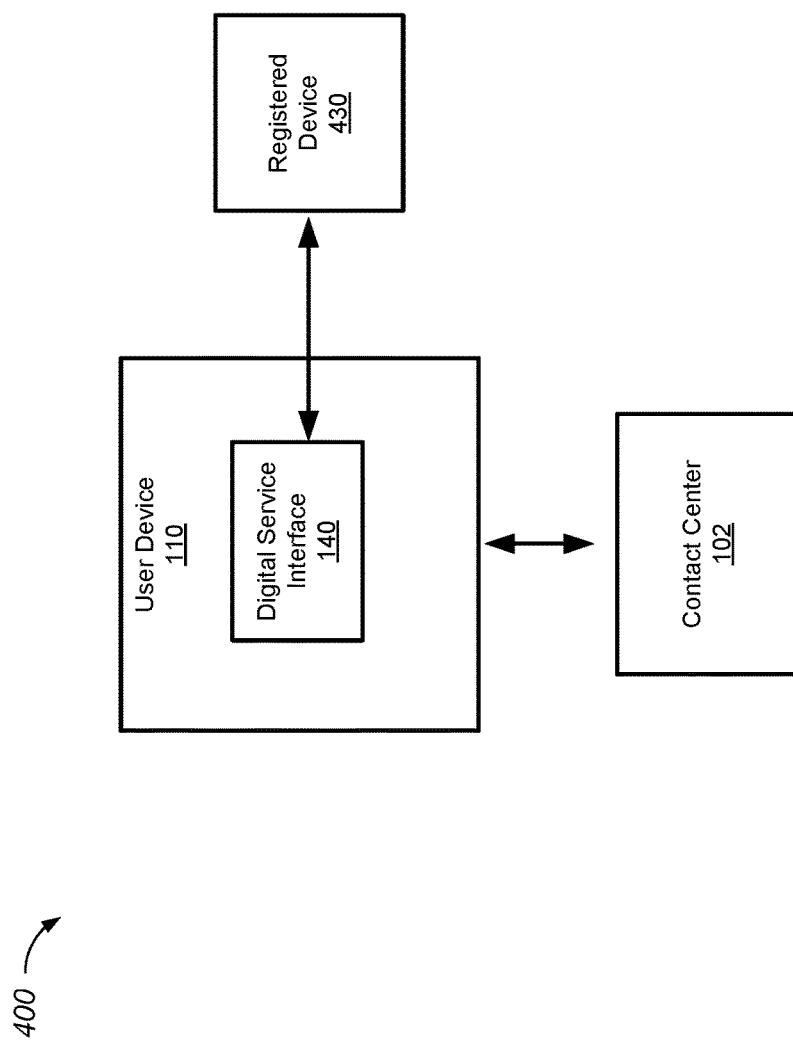 400
User Device
110
Digital Service
Interface
140
Registered
Device
430
Contact Center
102